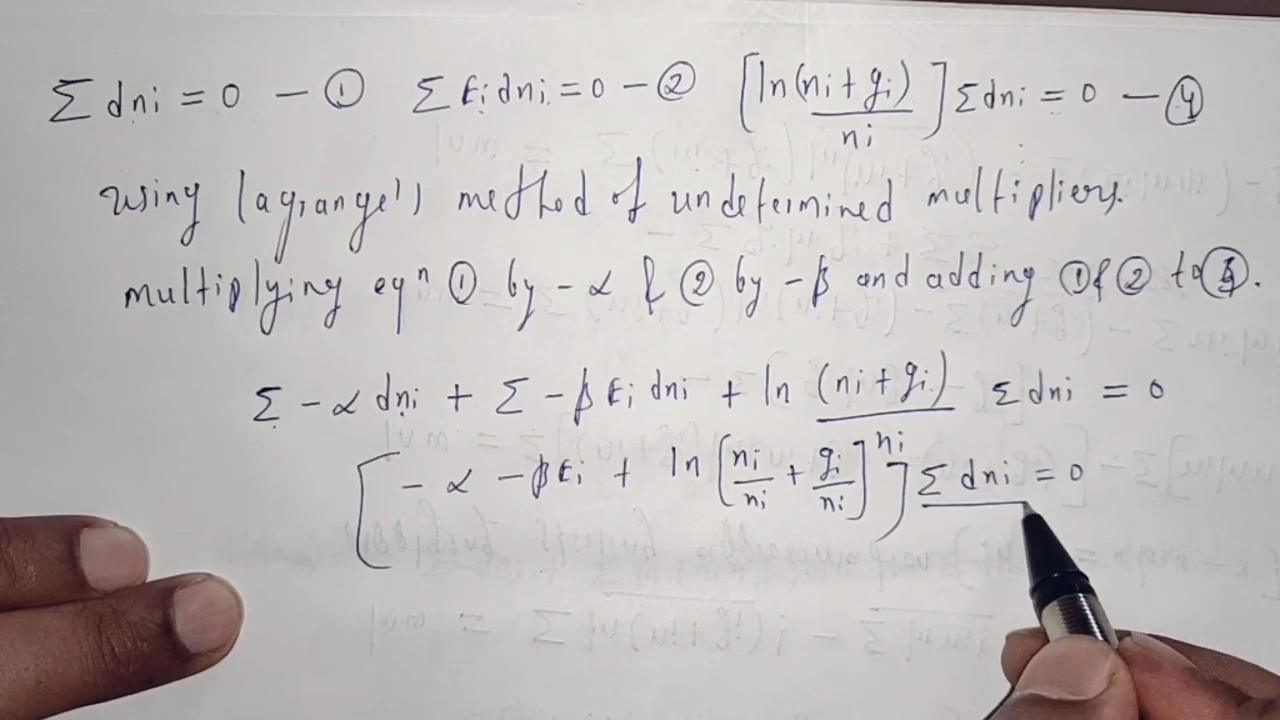 Σ dni = 0 — ① Σ Ei dni = 0 — ② [ln (ni + gi)/ni] Σ dni = 0 — ④
using lagrange's method of undetermined multipliers.
multiplying eqⁿ ① by - α & ② by - β and adding ① & ② to ④.
Σ - α dni + Σ - β Ei dni + ln (ni + gi)/ni Σ dni = 0
[- α - βEi + ln [ni/ni + gi/ni]] Σ dni = 0